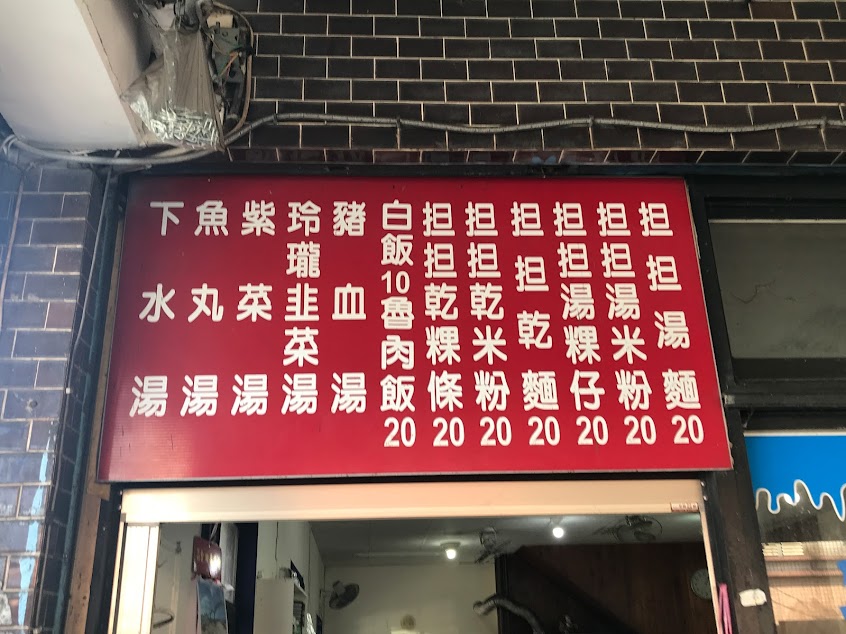 担担湯麵20
担担湯米粉20
担担湯粿仔20
担担乾麵20
担担乾米粉20
担担乾粿條20
白飯10魯肉飯20
豬血湯
玲瓏韭菜湯
紫菜湯
魚丸湯
下水湯